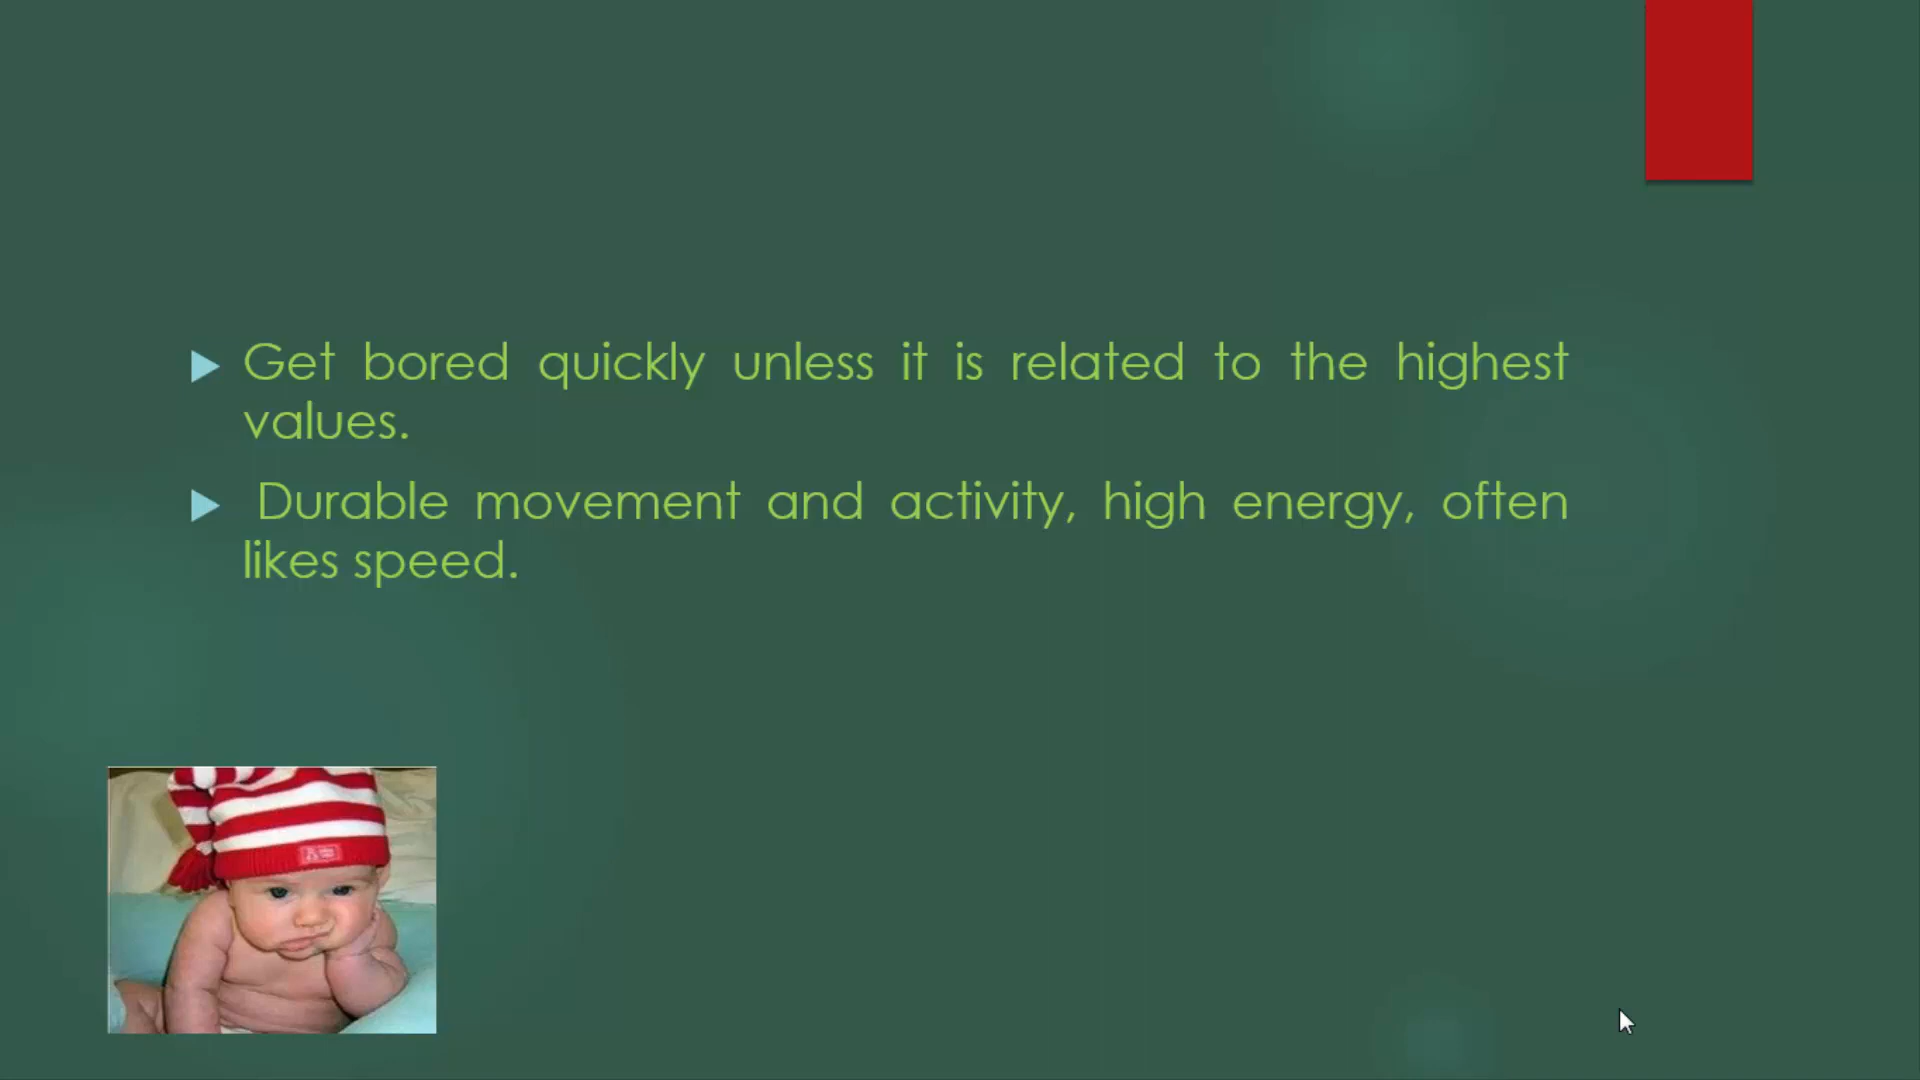 Get bored quickly unless it is related to the highest
values.
Durable movement and activity, high energy, often
likes speed.